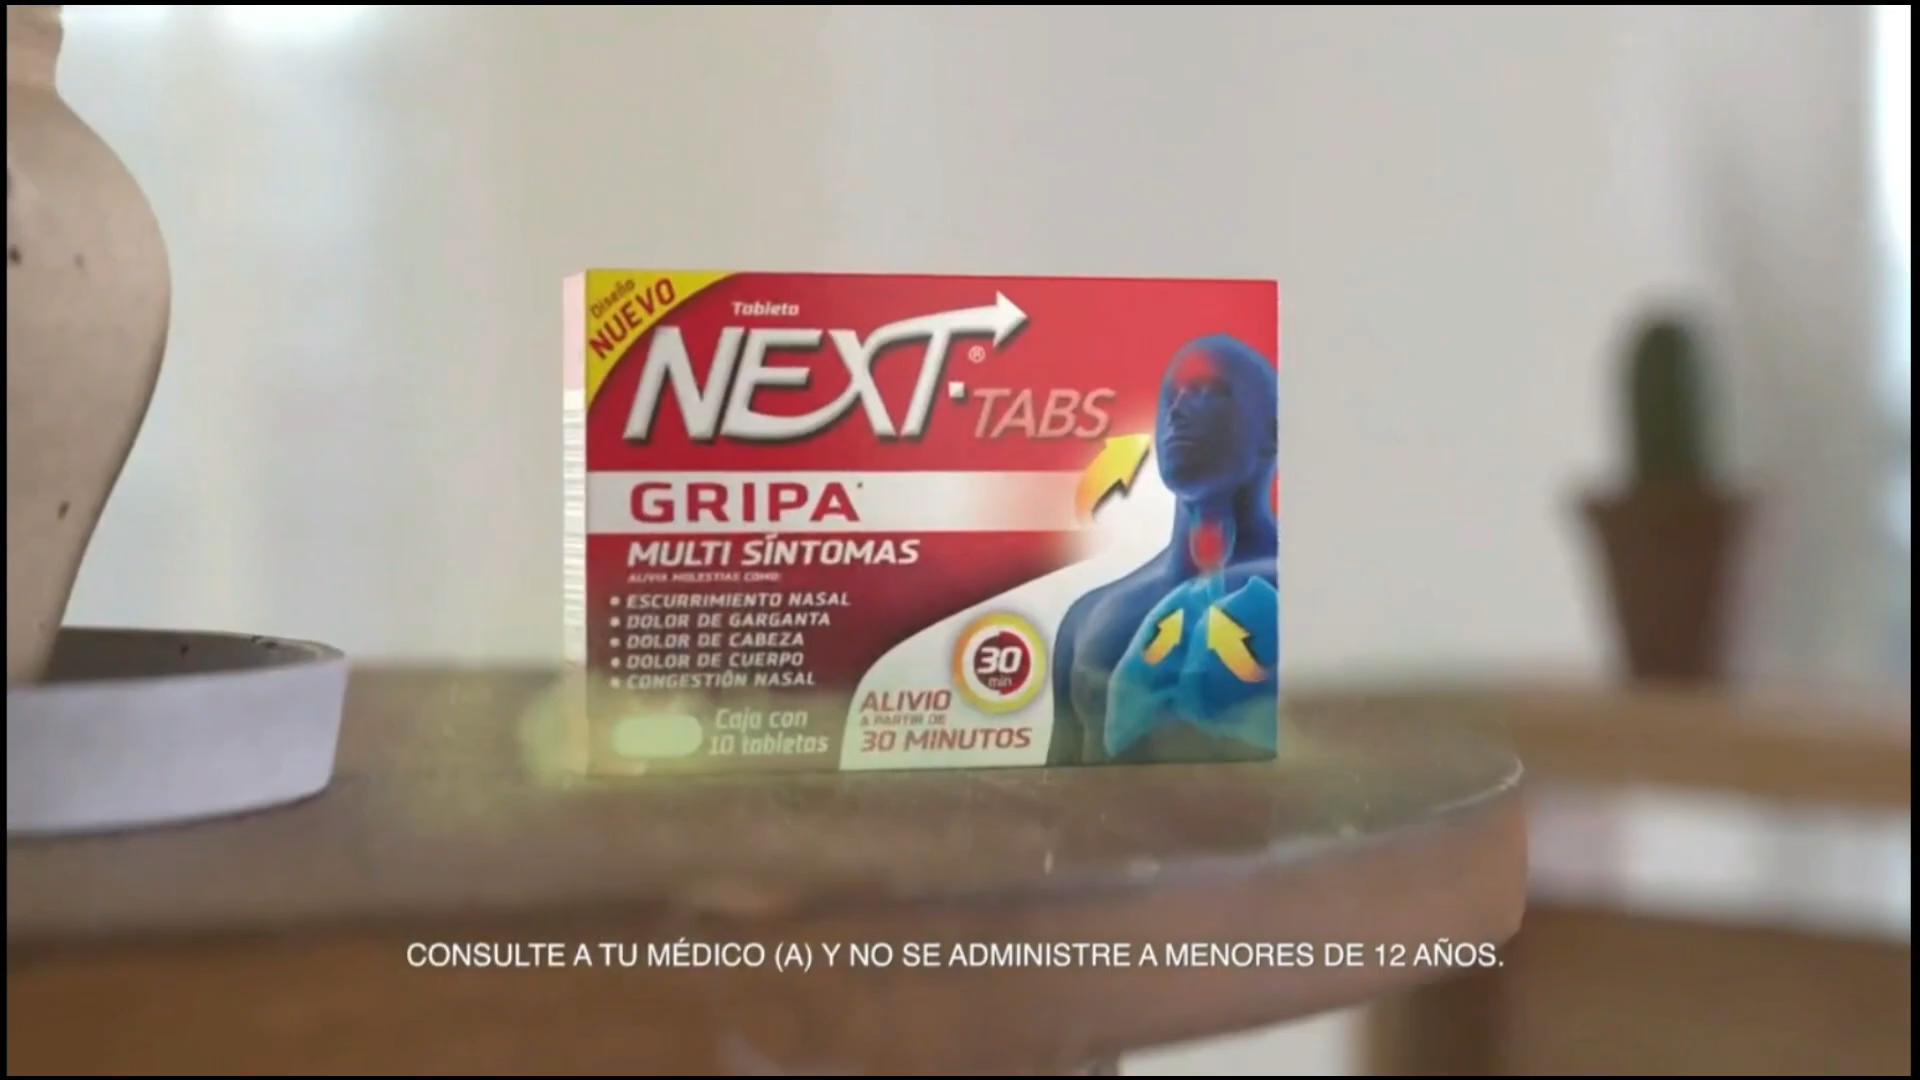 Diseño
NUEVO
Tableta
NEXT®
TABS
GRIPA
MULTI SÍNTOMAS
ALIVIA MOLESTIAS COMO:
• ESCURRIMIENTO NASAL
• DOLOR DE GARGANTA
• DOLOR DE CABEZA
• DOLOR DE CUERPO
• CONGESTIÓN NASAL
Caja con
10 tabletas
30
min
ALIVIO
A PARTIR DE
30 MINUTOS
CONSULTE A TU MÉDICO (A) Y NO SE ADMINISTRE A MENORES DE 12 AÑOS.